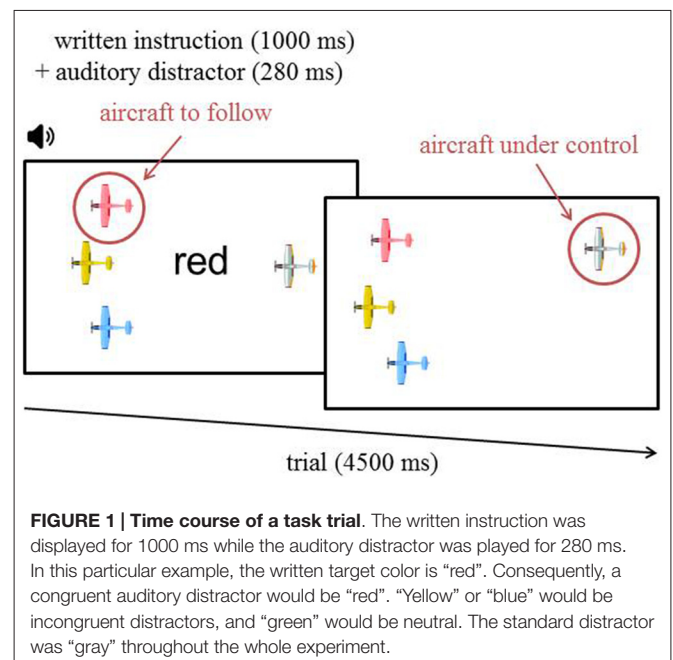 written instruction (1000 ms)
+ auditory distractor (280 ms)
aircraft to follow
aircraft under control
red
trial (4500 ms)
FIGURE 1 | Time course of a task trial. The written instruction was
displayed for 1000 ms while the auditory distractor was played for 280 ms.
In this particular example, the written target color is “red”. Consequently, a
congruent auditory distractor would be “red”. “Yellow” or “blue” would be
incongruent distractors, and “green” would be neutral. The standard distractor
was “gray” throughout the whole experiment.